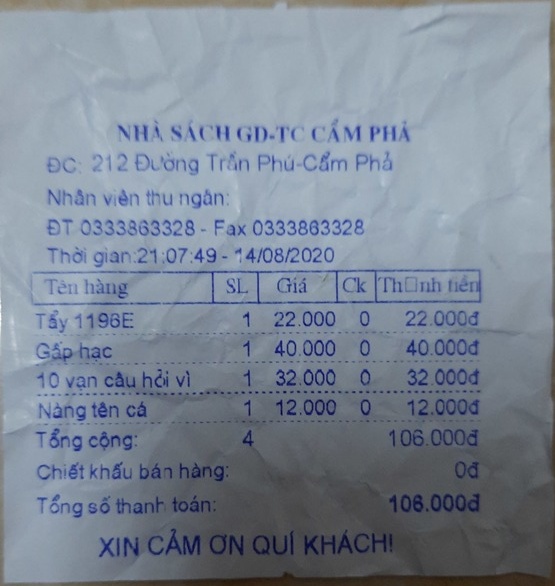 NHÀ SÁCH GD-TC CẨM PHẢ
ĐC: 212 Đường Trần Phú-Cẩm Phả
Nhân viên thu ngân:
ĐT 0333863328 - Fax 0333863328
Thời gian:21:07:49 - 14/08/2020
Tên hàng SL Giá Ck Th□nh tiền
Tẩy 1196E 1 22.000 0 22.000đ
Gấp hạc 1 40.000 0 40.000đ
10 vạn câu hỏi vì 1 32.000 0 32.000đ
Nàng tên cá 1 12.000 0 12.000đ
Tổng cộng: 4 106.000đ
Chiết khấu bán hàng: 0đ
Tổng số thanh toán: 106.000đ
XIN CẢM ƠN QUÍ KHÁCH!